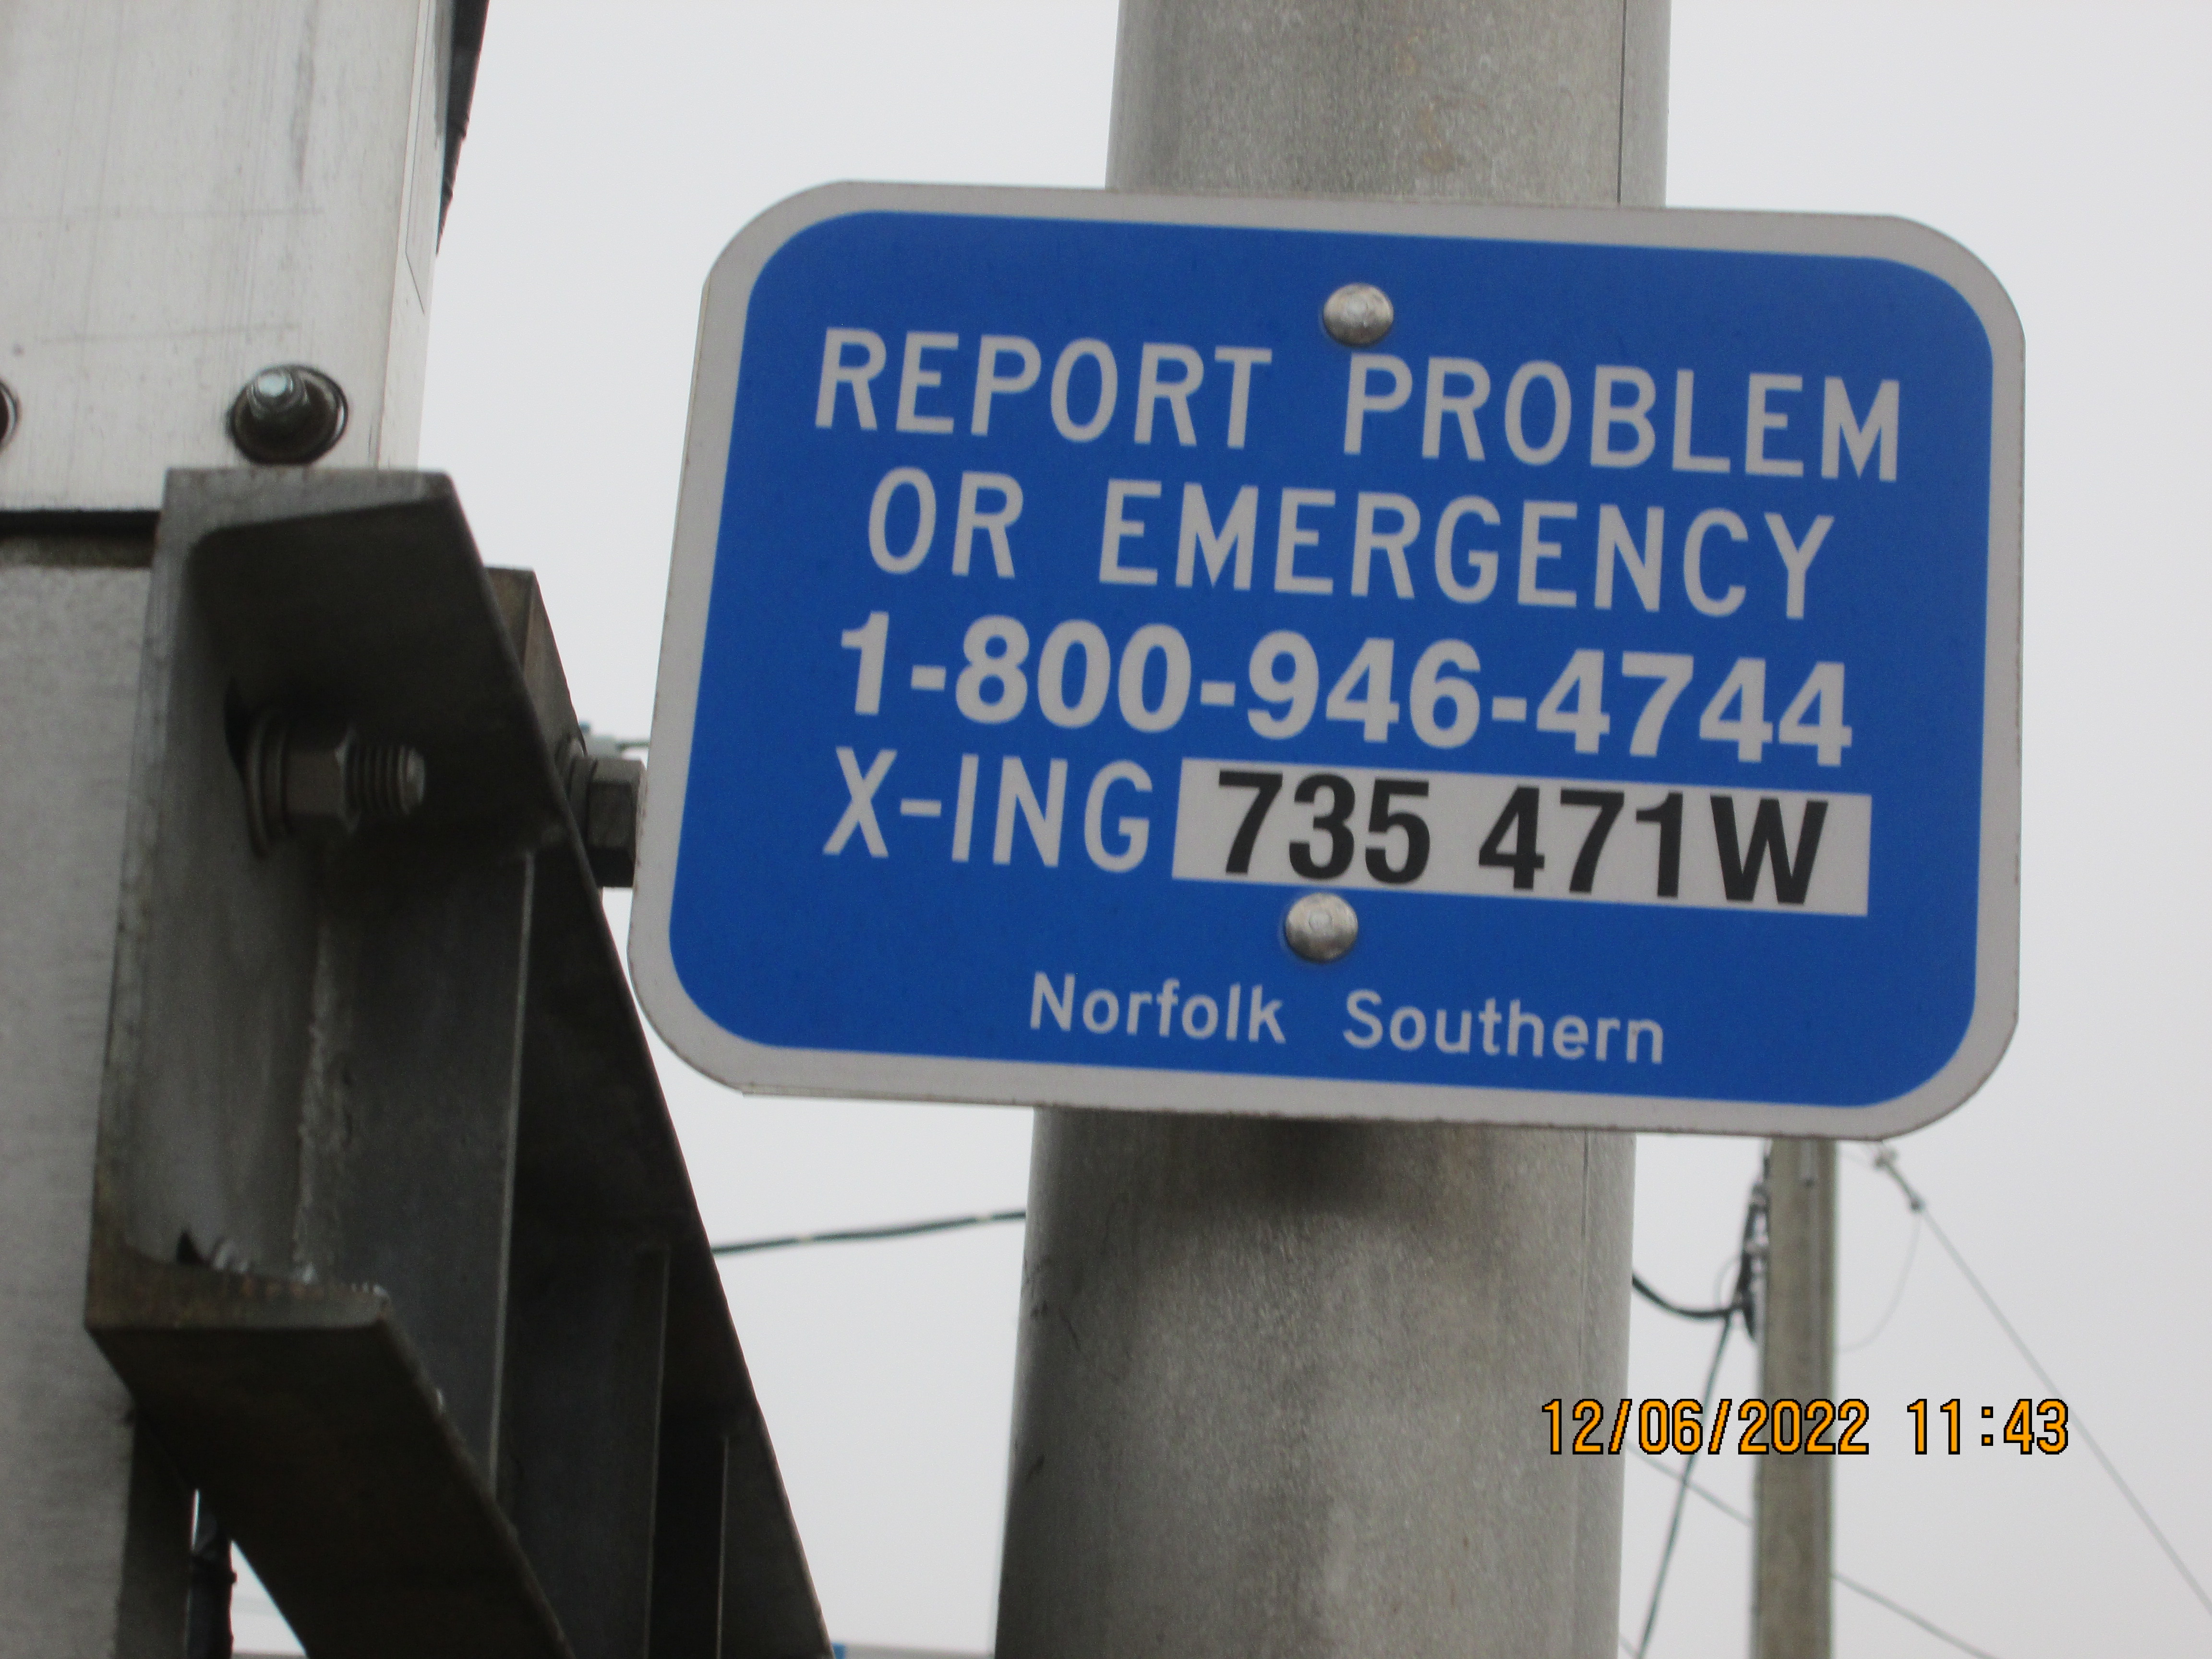 REPORT PROBLEM
OR EMERGENCY
1-800-946-4744
X-ING 735 471W
Norfolk Southern
12/06/2022 11:43